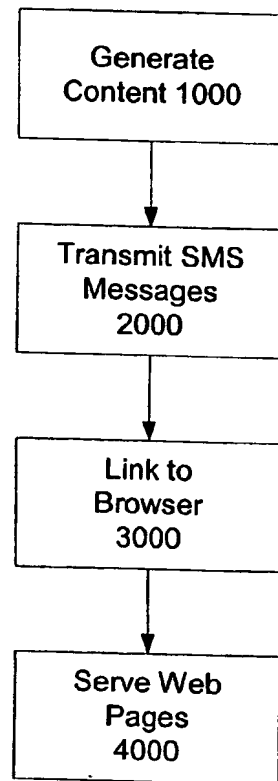 Generate
Content 1000
Transmit SMS
Messages
2000
Link to
Browser
3000
Serve Web
Pages
4000